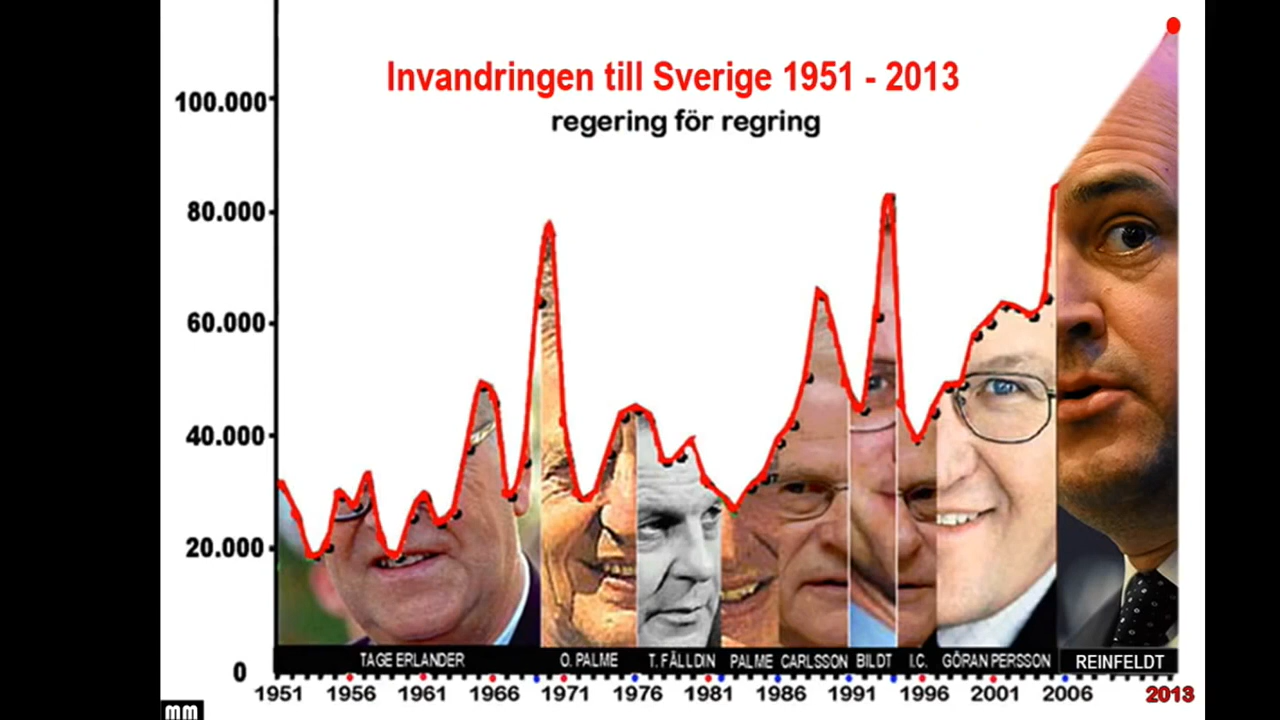 Invandringen till Sverige 1951 - 2013
regering för regring
100.000
80.000
60.000
40.000
20.000
0
TAGE ERLANDER O. PALME T. FÄLLDIN PALME CARLSSON BILDT I.C. GÖRAN PERSSON REINFELDT
1951 1956 1961 1966 1971 1976 1981 1986 1991 1996 2001 2006 2013
mm